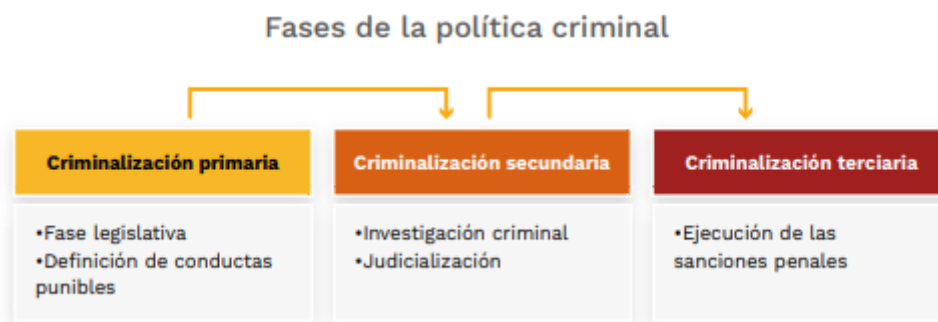 Fases de la política criminal
Criminalización primaria
•Fase legislativa
•Definición de conductas
punibles
Criminalización secundaria
•Investigación criminal
•Judicialización
Criminalización terciaria
•Ejecución de las
sanciones penales